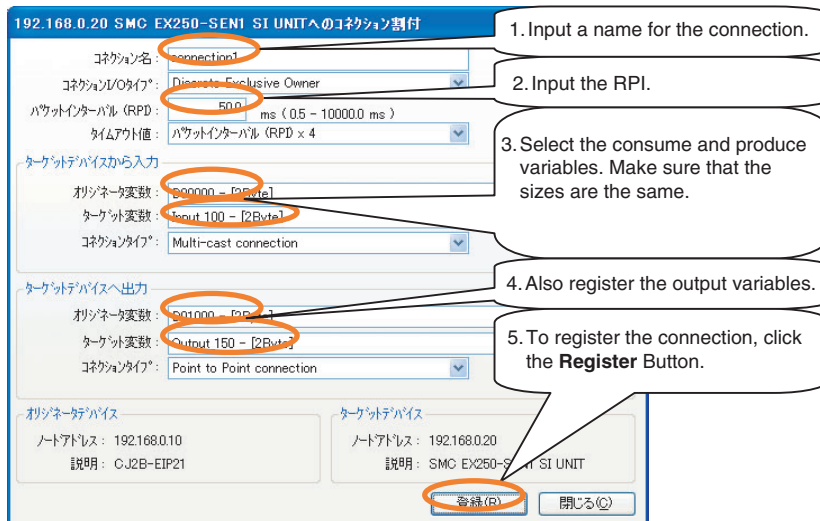 192.168.0.20 SMC EX250-SEN1 SI UNITへのコネクション割付
1. Input a name for the connection.
コネクション名 : connection1
コネクションI/Oタイプ : Discrete Exclusive Owner
2. Input the RPI.
パケットインターバル (RPI) : 50.0 ms ( 0.5 - 10000.0 ms )
タイムアウト値 : パケットインターバル (RPI) x 4
3. Select the consume and produce
variables. Make sure that the
sizes are the same.
ターゲットデバイスから入力
オリジネータ変数 : D00000 - [2Byte]
ターゲット変数 : Input 100 - [2Byte]
コネクションタイプ : Multi-cast connection
4. Also register the output variables.
ターゲットデバイスへ出力
オリジネータ変数 : D01000 - [2Byte]
ターゲット変数 : Output 150 - [2Byte]
コネクションタイプ : Point to Point connection
5. To register the connection, click
the Register Button.
オリジネータデバイス
ノードアドレス : 192.168.0.10
説明 : CJ2B-EIP21
ターゲットデバイス
ノードアドレス : 192.168.0.20
説明 : SMC EX250-SEN1 SI UNIT
登録(R)
閉じる(C)